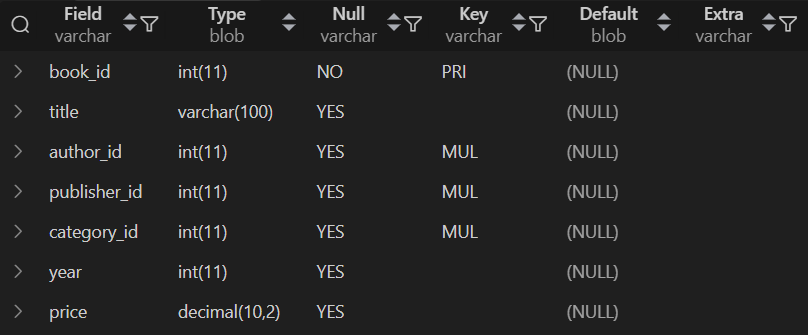 Field Type Null Key Default Extra
varchar blob varchar varchar blob varchar
book_id int(11) NO PRI (NULL)
title varchar(100) YES (NULL)
author_id int(11) YES MUL (NULL)
publisher_id int(11) YES MUL (NULL)
category_id int(11) YES MUL (NULL)
year int(11) YES (NULL)
price decimal(10,2) YES (NULL)